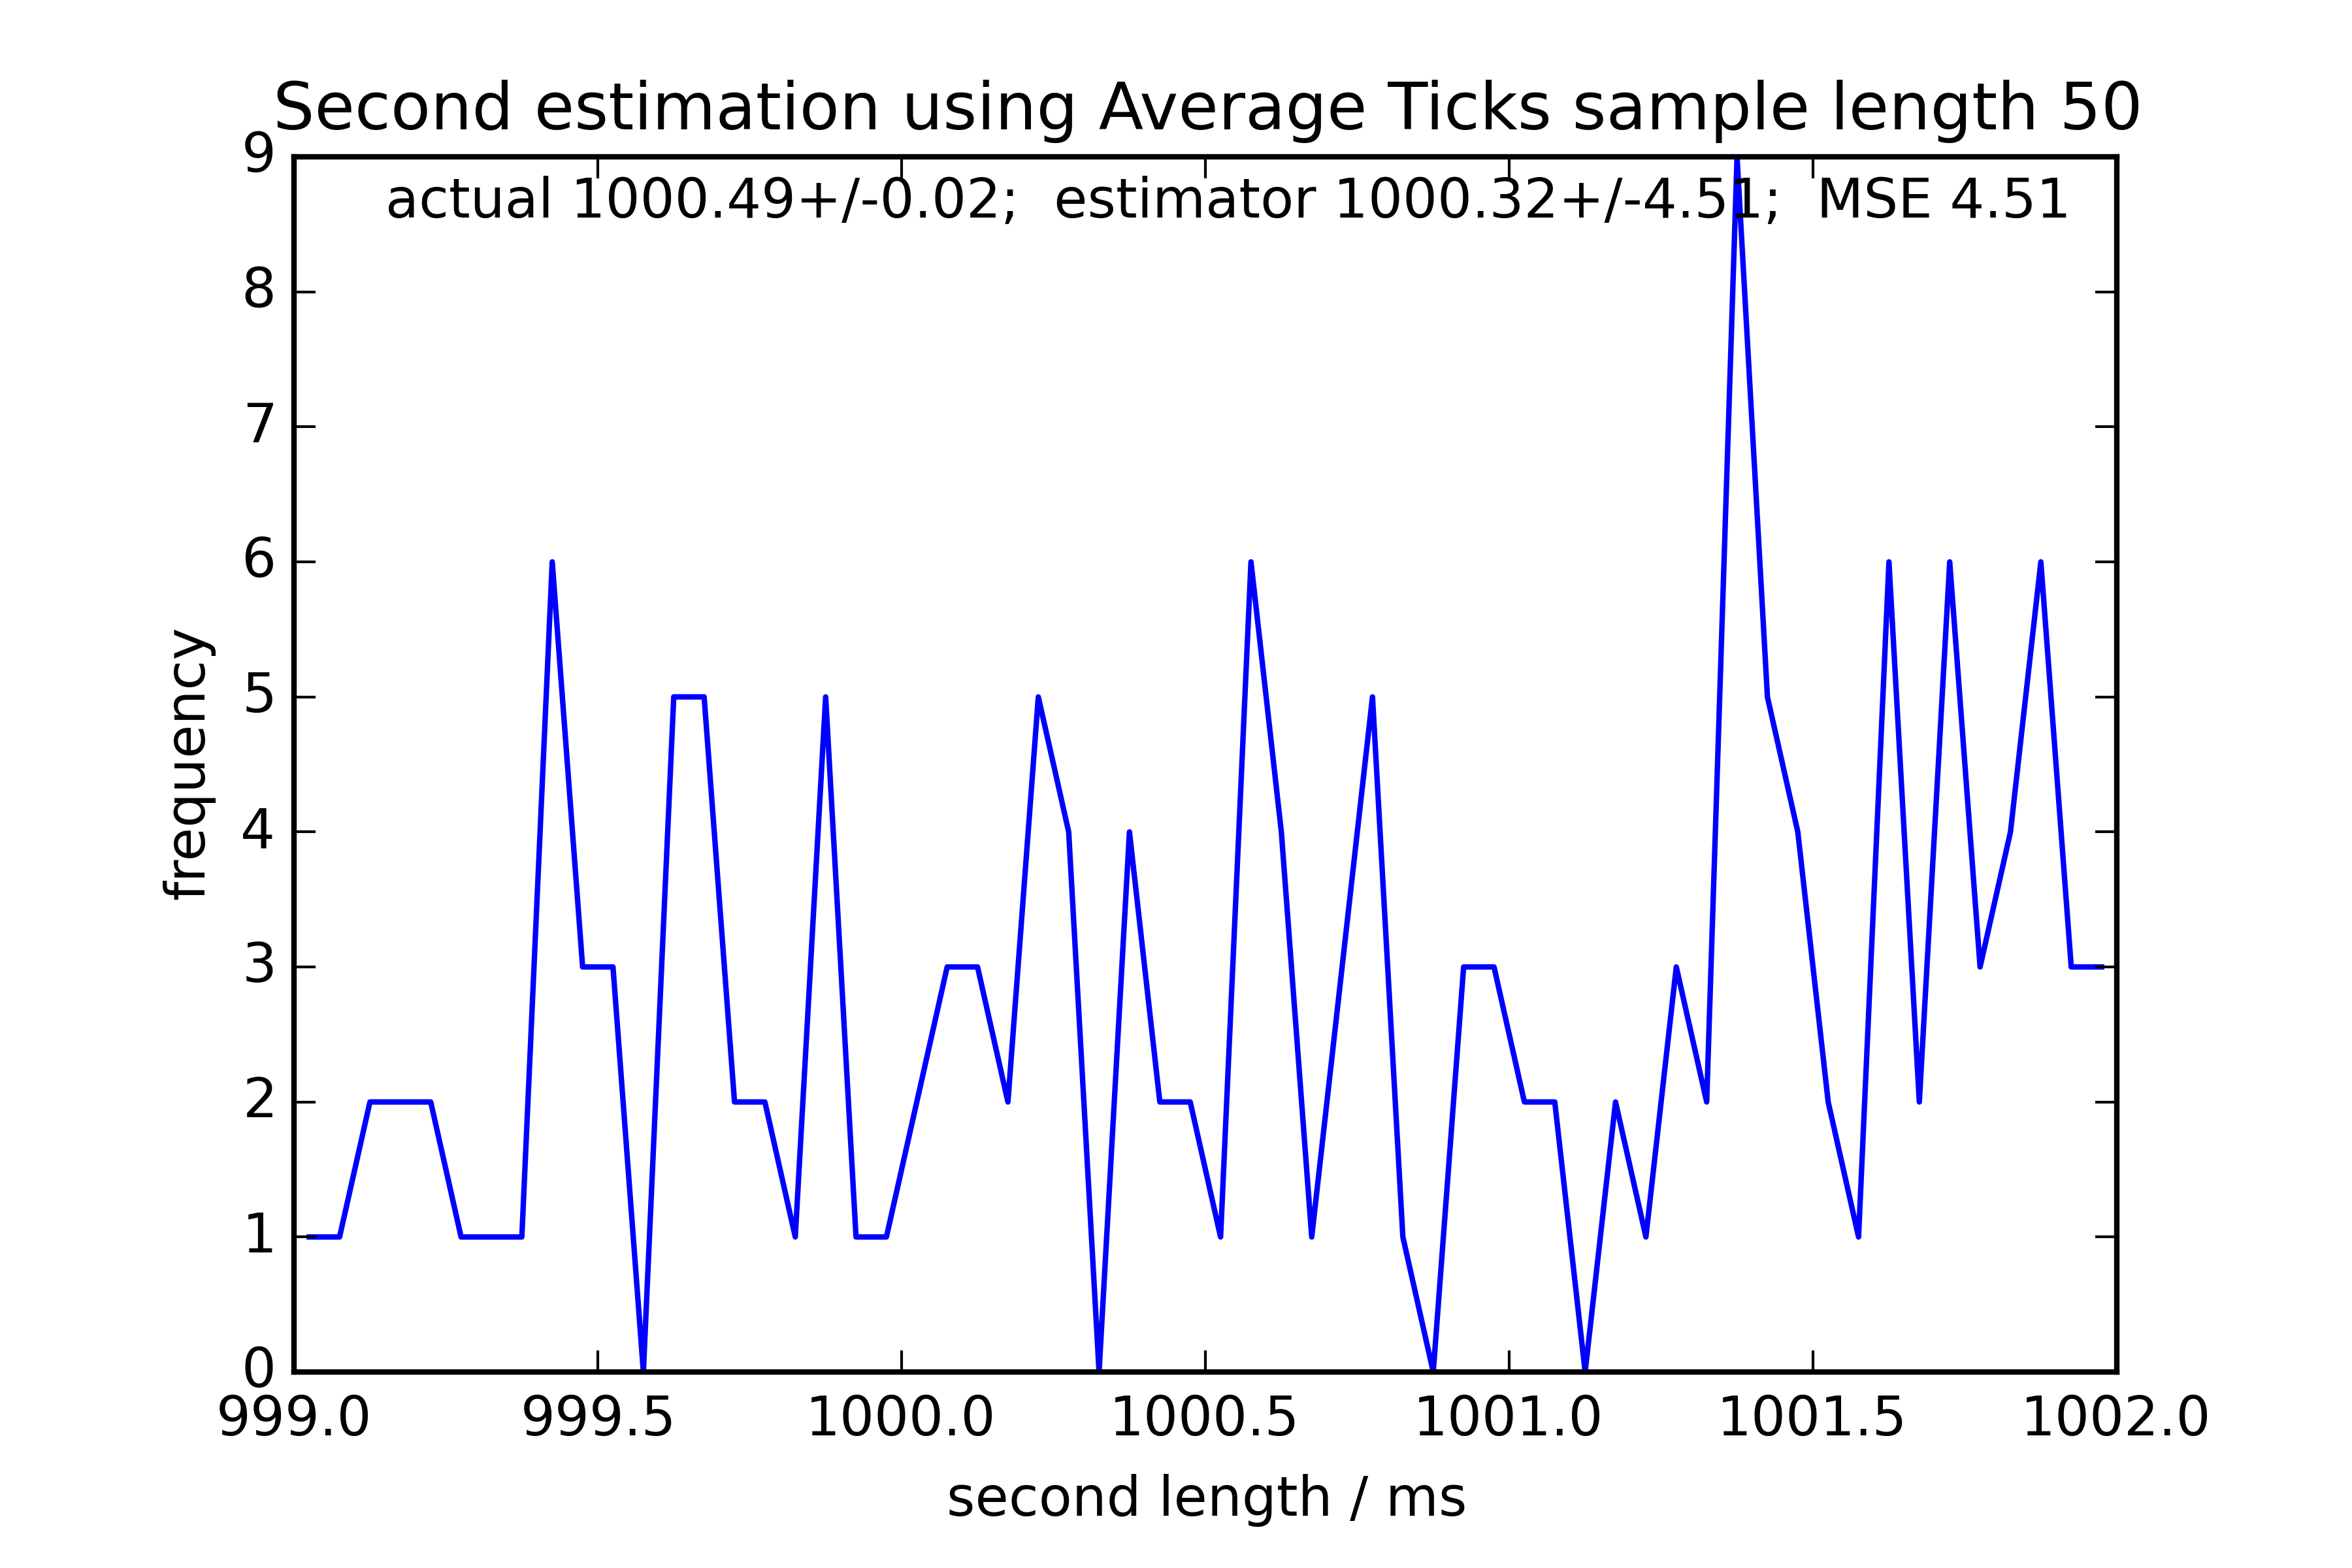 Second estimation using Average Ticks sample length 50
actual 1000.49+/-0.02;  estimator 1000.32+/-4.51;  MSE 4.51
9
8
7
6
5
4
3
2
1
0
frequency
999.0 999.5 1000.0 1000.5 1001.0 1001.5 1002.0
second length / ms